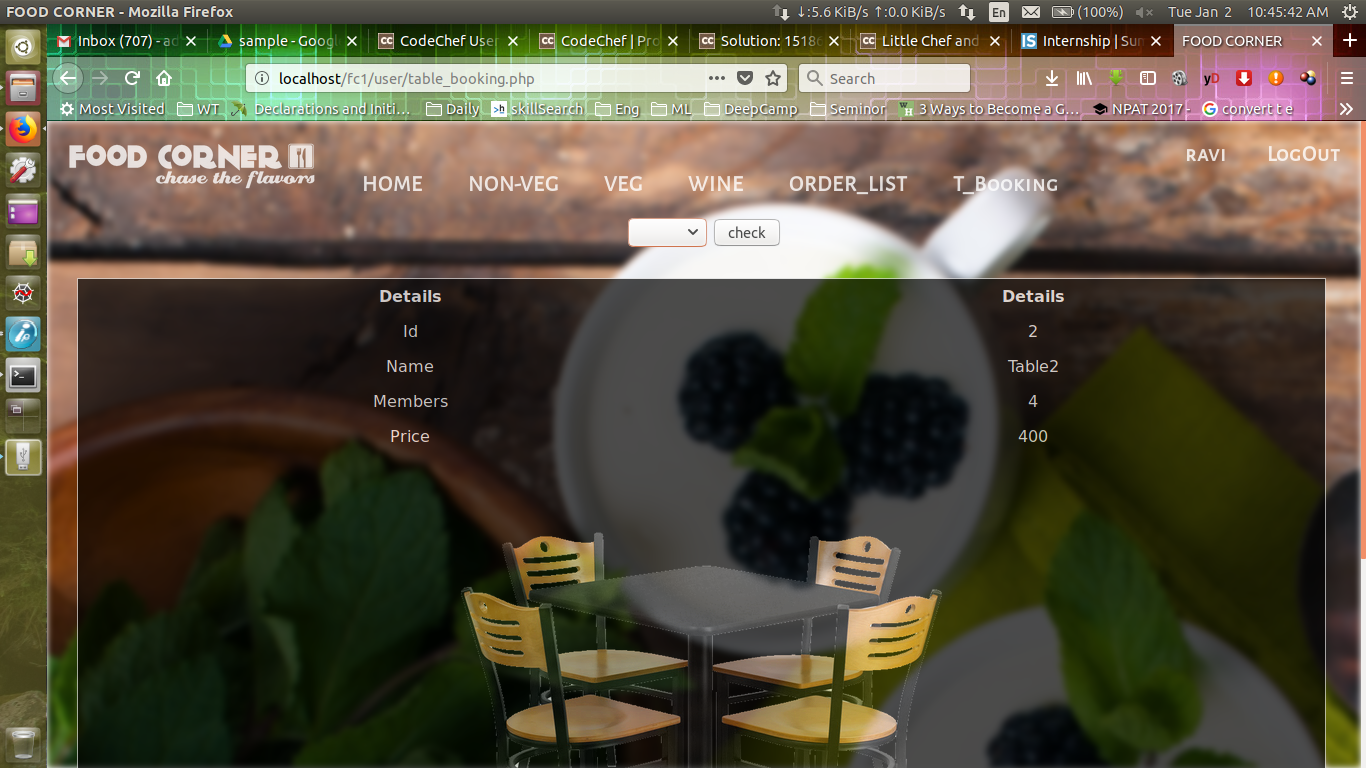 FOOD CORNER - Mozilla Firefox ↓:5.6 KiB/s ↑:0.0 KiB/s En (100%) Tue Jan 2 10:45:42 AM
Inbox (707) - ad sample - Googl CodeChef User CodeChef | Pro Solution: 15186 Little Chef and Internship | Sum FOOD CORNER
localhost/fc1/user/table_booking.php Search
Most Visited WT Declarations and Initi... Daily skillSearch Eng ML DeepCamp Seminor 3 Ways to Become a G... NPAT 2017 - convert t e
FOOD CORNER
chase the flavors
HOME NON-VEG VEG WINE ORDER_LIST T_Booking
ravi LogOut
check
Details Details
Id 2
Name Table2
Members 4
Price 400